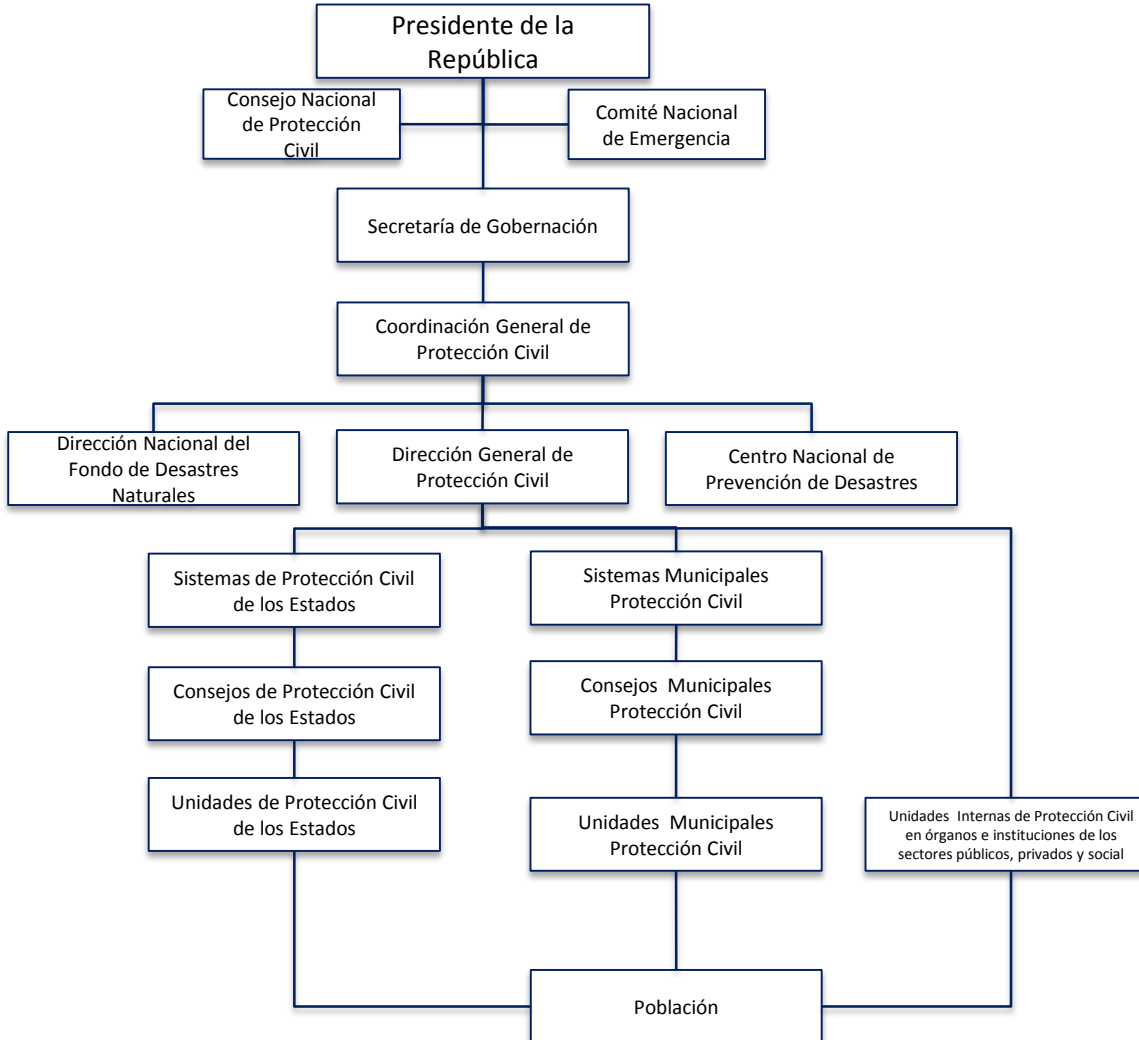 Presidente de la
República
Consejo Nacional
de Protección
Civil
Comité Nacional
de Emergencia
Secretaría de Gobernación
Coordinación General de
Protección Civil
Dirección Nacional del
Fondo de Desastres
Naturales
Dirección General de
Protección Civil
Centro Nacional de
Prevención de Desastres
Sistemas de Protección Civil
de los Estados
Sistemas Municipales
Protección Civil
Consejos de Protección Civil
de los Estados
Consejos Municipales
Protección Civil
Unidades de Protección Civil
de los Estados
Unidades Municipales
Protección Civil
Unidades Internas de Protección Civil
en órganos e instituciones de los
sectores públicos, privados y social
Población